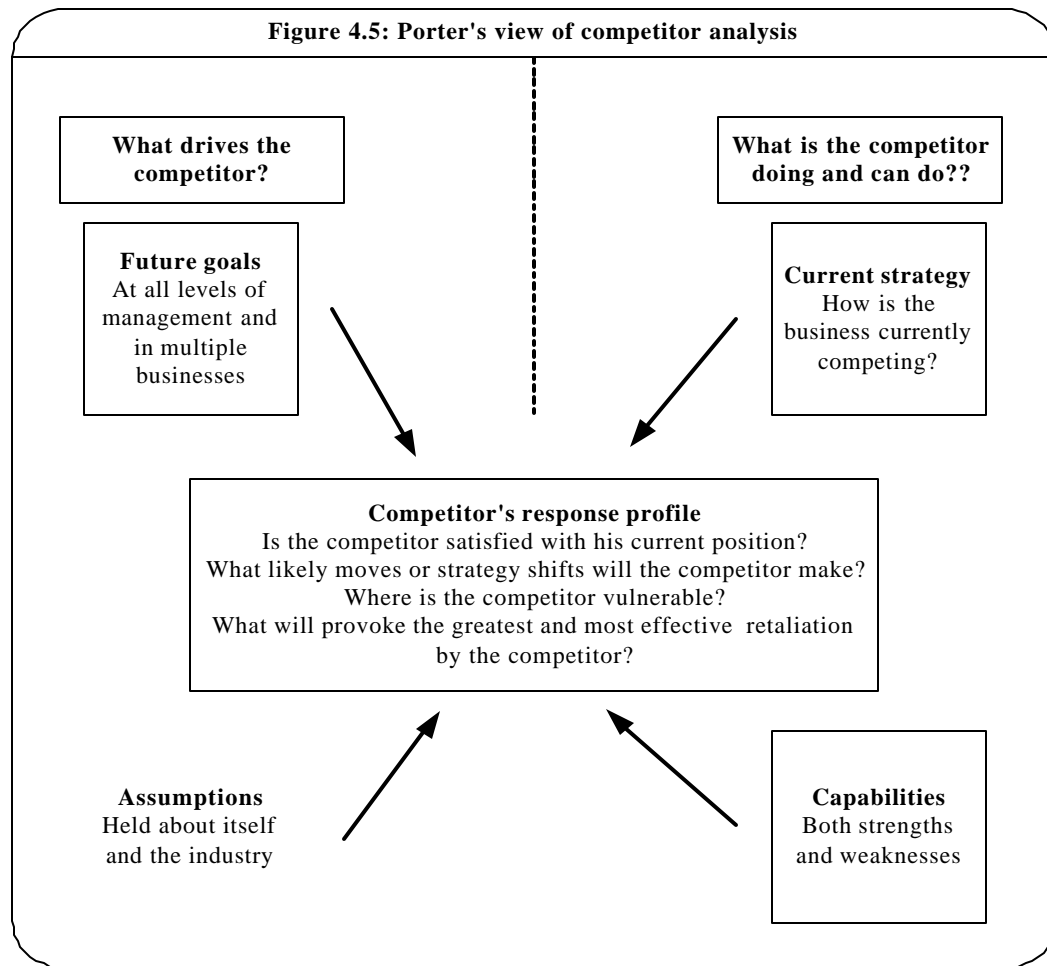 Figure 4.5: Porter's view of competitor analysis
What drives the
competitor?
What is the competitor
doing and can do??
Future goals
At all levels of
management and
in multiple
businesses
Current strategy
How is the
business currently
competing?
Competitor's response profile
Is the competitor satisfied with his current position?
What likely moves or strategy shifts will the competitor make?
Where is the competitor vulnerable?
What will provoke the greatest and most effective retaliation
by the competitor?
Assumptions
Held about itself
and the industry
Capabilities
Both strengths
and weaknesses